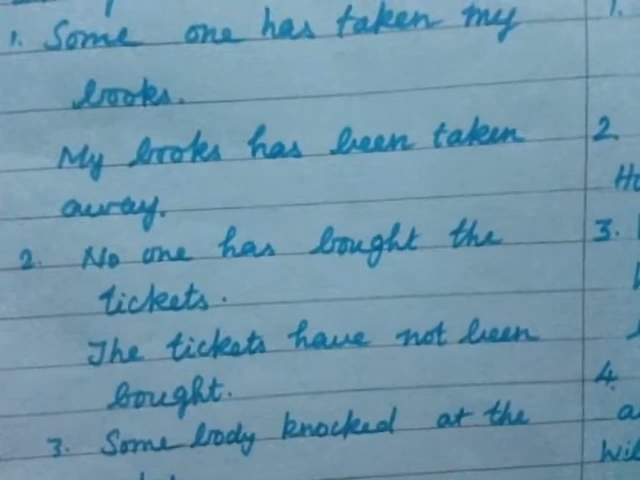 1. Some one has taken my
books.
My books has been taken
away.
2. No one has bought the
tickets.
The tickets have not been
bought.
3. Some body knocked at the
1.
2.
3.
4.